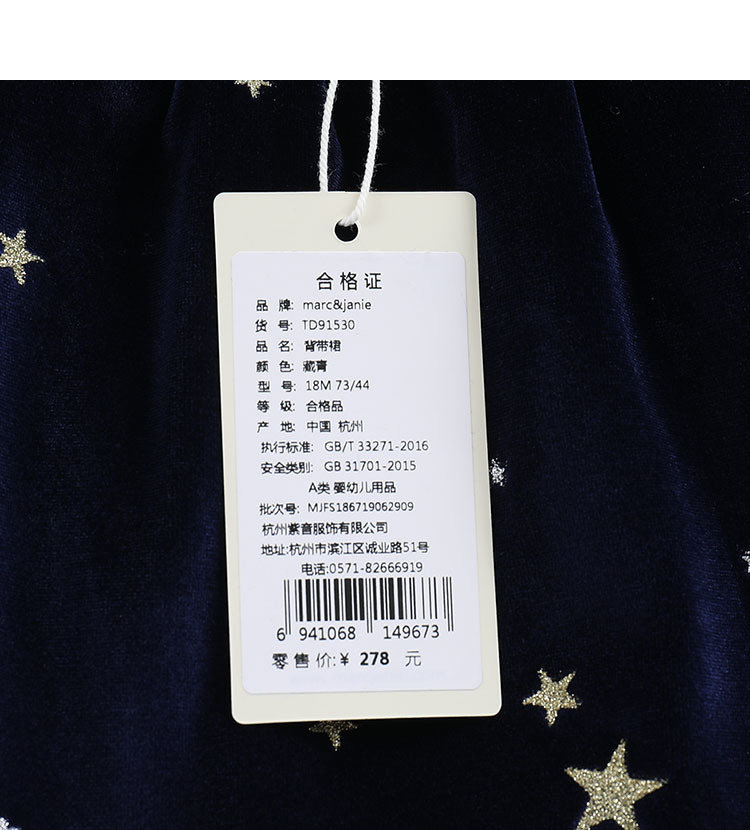 合格证
品 牌: marc&janie
货 号: TD91530
品 名: 背带裙
颜 色: 藏青
型 号: 18M 73/44
等 级: 合格品
产 地: 中国 杭州
执行标准: GB/T 33271-2016
安全类别: GB 31701-2015
A类 婴幼儿用品
批次号: MJFS186719062909
杭州紫音服饰有限公司
地址:杭州市滨江区诚业路51号
电话:0571-82666919
6 941068 149673
零售价:¥ 278 元